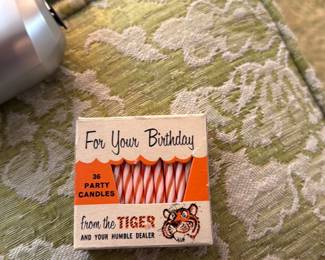 For Your Birthday
36
PARTY
CANDLES
from the TIGER
AND YOUR HUMBLE DEALER